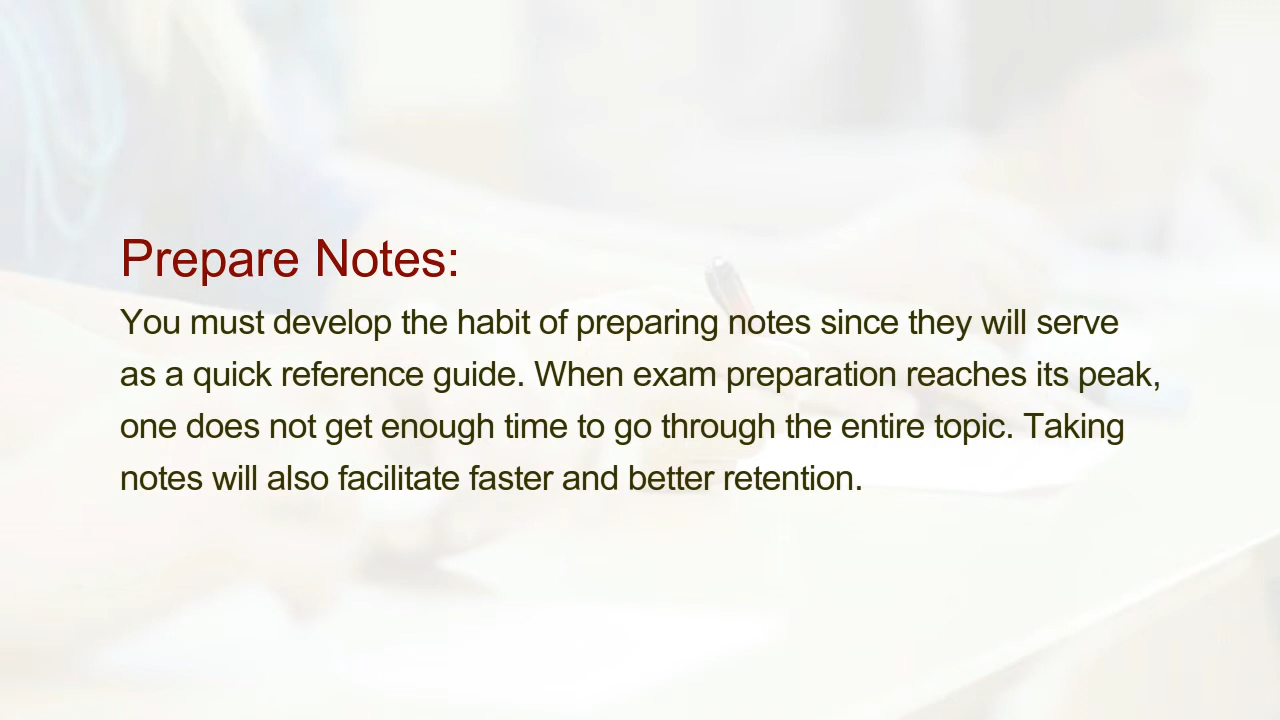 Prepare Notes:
You must develop the habit of preparing notes since they will serve
as a quick reference guide. When exam preparation reaches its peak,
one does not get enough time to go through the entire topic. Taking
notes will also facilitate faster and better retention.